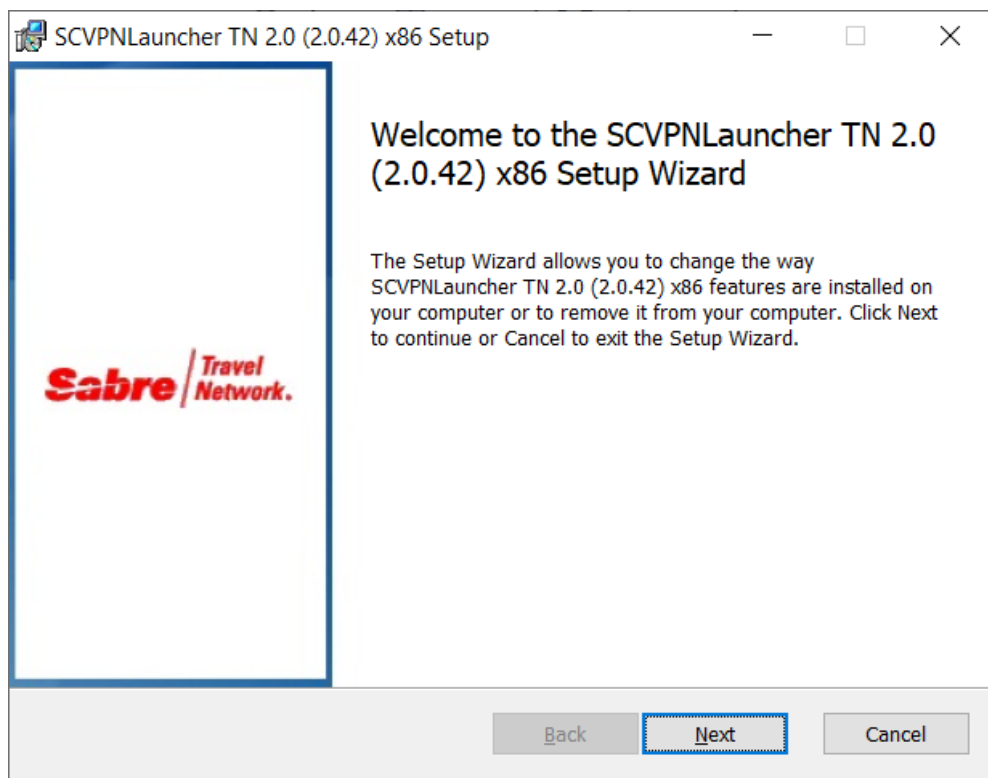 SCVPNLauncher TN 2.0 (2.0.42) x86 Setup
Welcome to the SCVPNLauncher TN 2.0
(2.0.42) x86 Setup Wizard
The Setup Wizard allows you to change the way
SCVPNLauncher TN 2.0 (2.0.42) x86 features are installed on
your computer or to remove it from your computer. Click Next
to continue or Cancel to exit the Setup Wizard.
Sabre Travel
Network.
Back
Next
Cancel